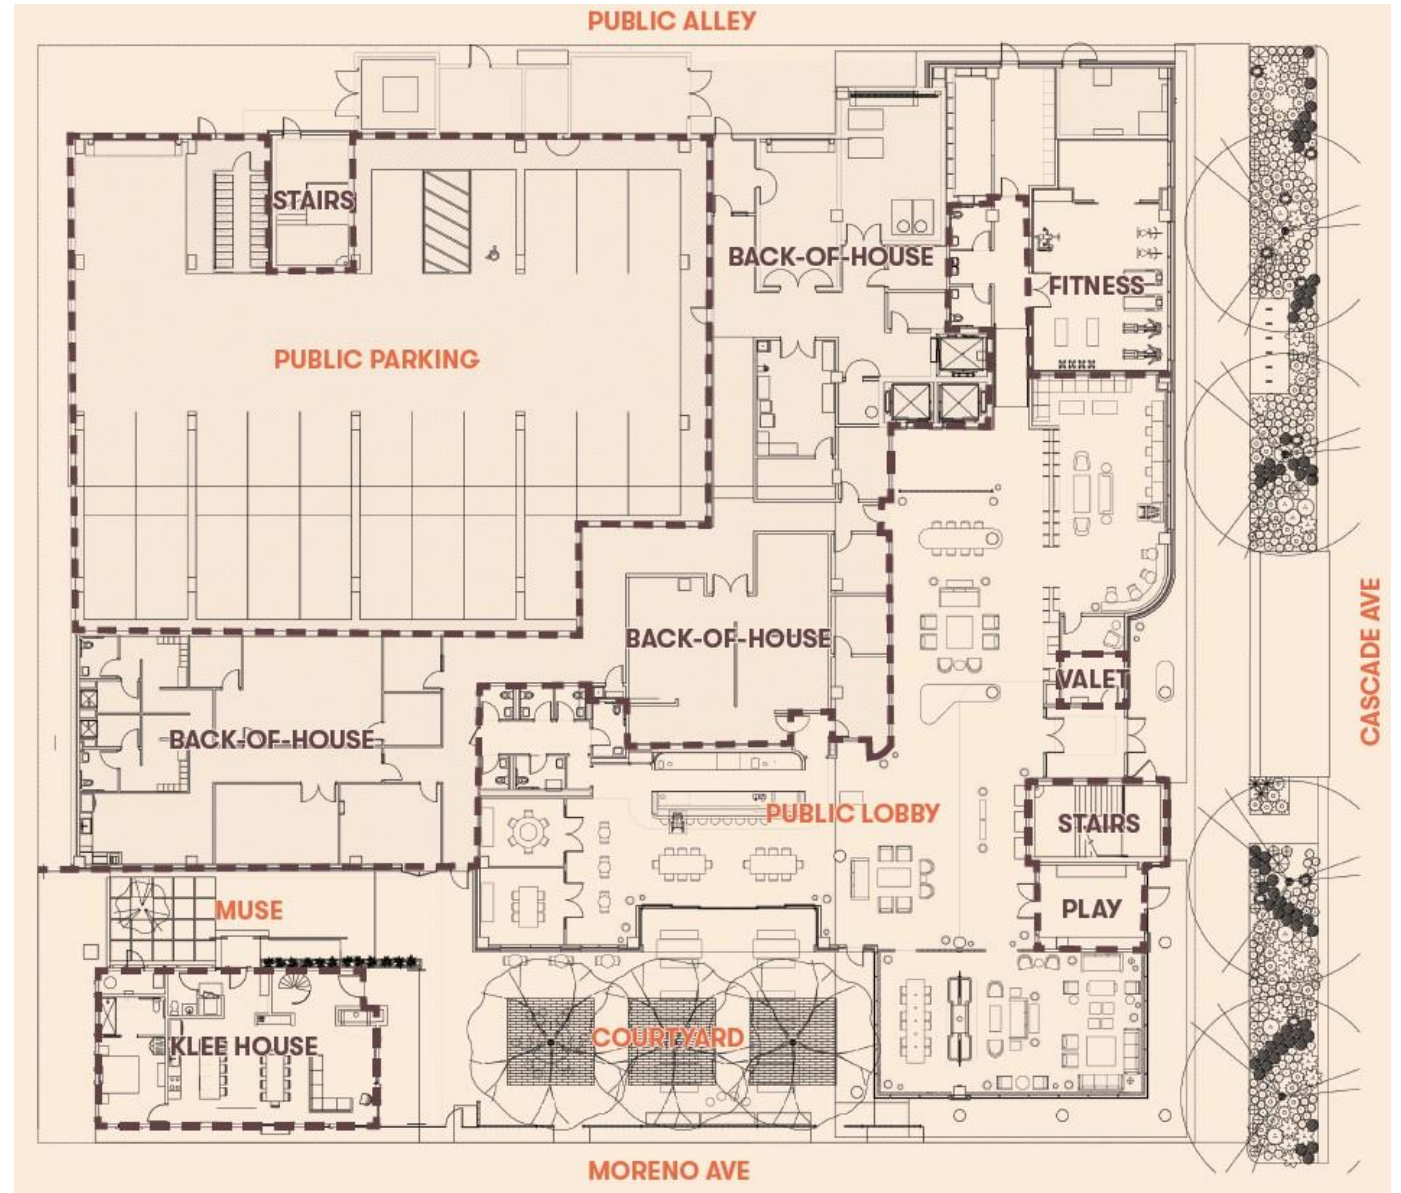 PUBLIC ALLEY
STAIRS
BACK-OF-HOUSE
FITNESS
PUBLIC PARKING
BACK-OF-HOUSE
VALET
CASCADE AVE
BACK-OF-HOUSE
PUBLIC LOBBY
STAIRS
MUSE
PLAY
COURTYARD
KLEE HOUSE
MORENO AVE